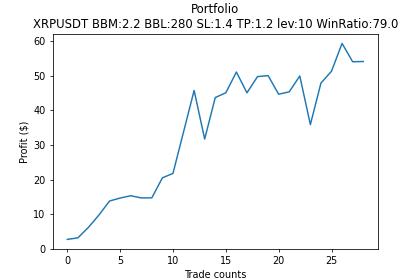 Portfolio
XRPUSDT BBM:2.2 BBL:280 SL:1.4 TP:1.2 lev:10 WinRatio:79.0
60
50
40
30
20
10
0
Profit ($)
0 5 10 15 20 25
Trade counts